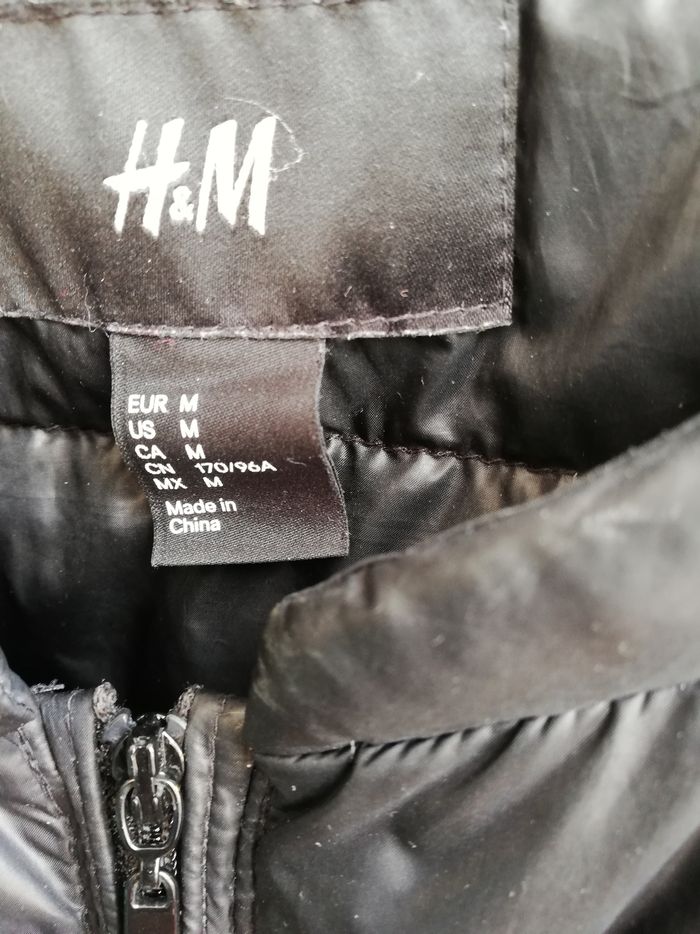 H&M
EUR M
US M
CA M
CN 170/96A
MX M
Made in
China